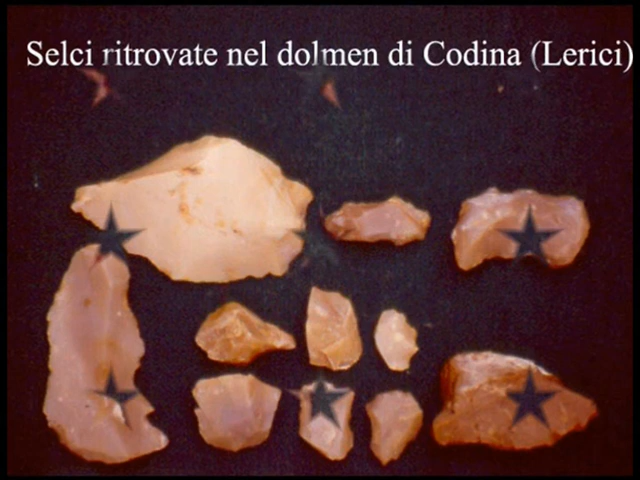 Selci ritrovate nel dolmen di Codina (Lerici)